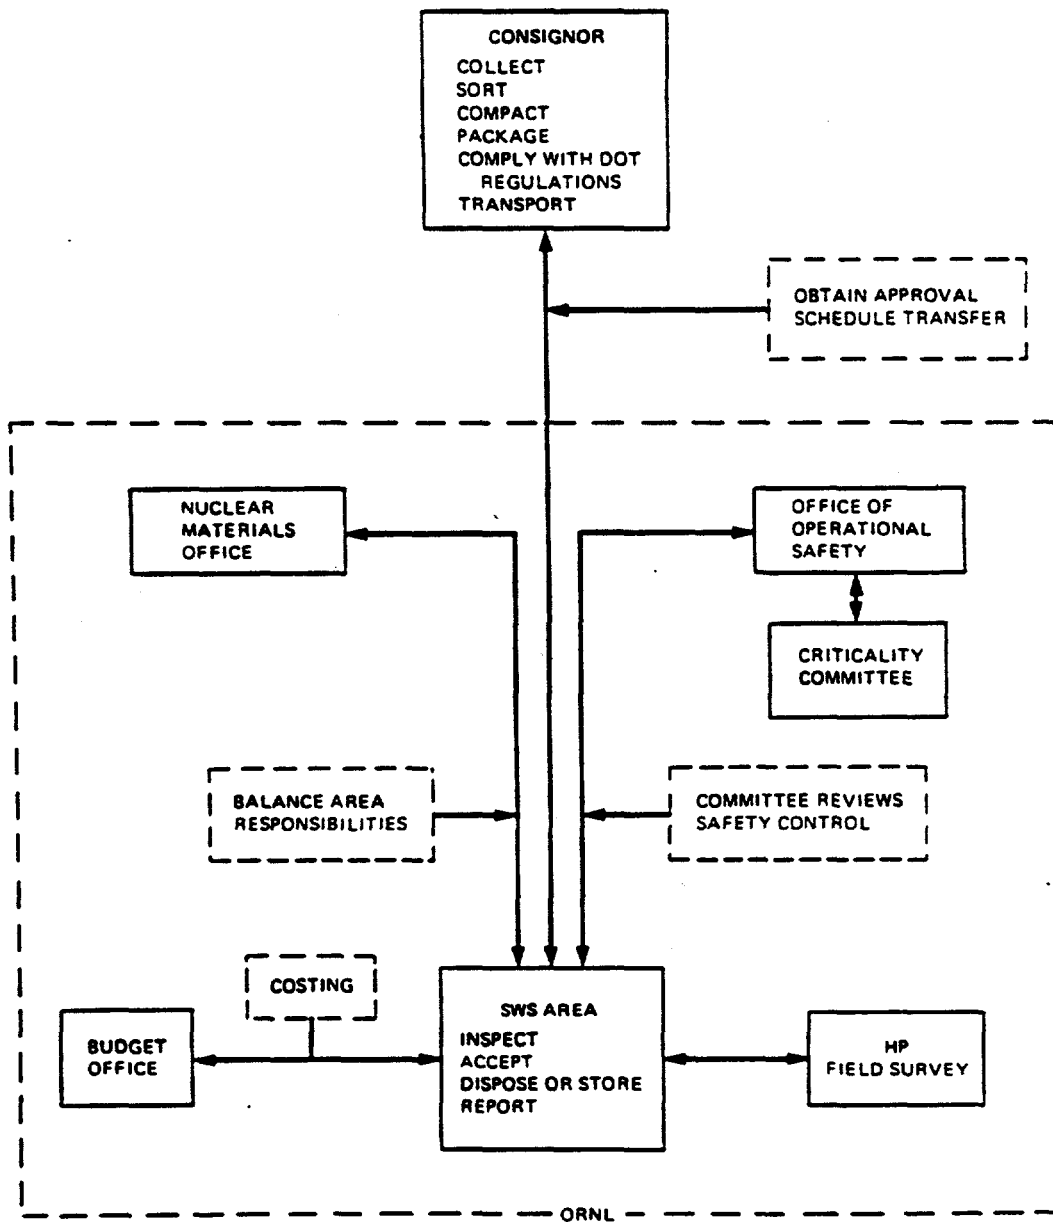 CONSIGNOR
COLLECT
SORT
COMPACT
PACKAGE
COMPLY WITH DOT
REGULATIONS
TRANSPORT
OBTAIN APPROVAL
SCHEDULE TRANSFER
NUCLEAR
MATERIALS
OFFICE
OFFICE OF
OPERATIONAL
SAFETY
CRITICALITY
COMMITTEE
BALANCE AREA
RESPONSIBILITIES
COMMITTEE REVIEWS
SAFETY CONTROL
COSTING
BUDGET
OFFICE
SWS AREA
INSPECT
ACCEPT
DISPOSE OR STORE
REPORT
HP
FIELD SURVEY
ORNL